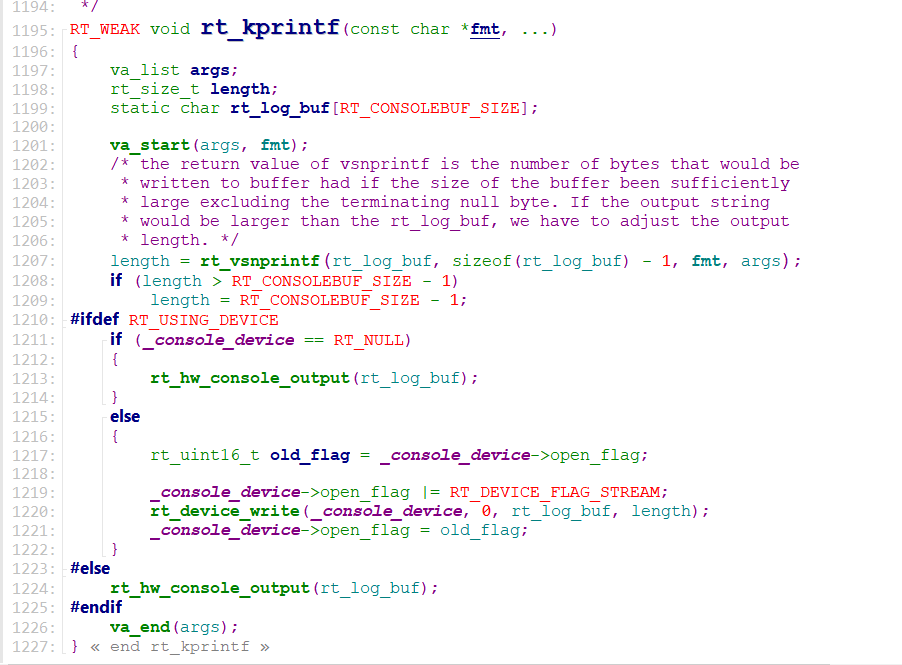 1194:  */
1195: RT_WEAK void rt_kprintf(const char *fmt, ...)
1196: {
1197:     va_list args;
1198:     rt_size_t length;
1199:     static char rt_log_buf[RT_CONSOLEBUF_SIZE];
1200:
1201:     va_start(args, fmt);
1202:     /* the return value of vsnprintf is the number of bytes that would be
1203:      * written to buffer had if the size of the buffer been sufficiently
1204:      * large excluding the terminating null byte. If the output string
1205:      * would be larger than the rt_log_buf, we have to adjust the output
1206:      * length. */
1207:     length = rt_vsnprintf(rt_log_buf, sizeof(rt_log_buf) - 1, fmt, args);
1208:     if (length > RT_CONSOLEBUF_SIZE - 1)
1209:         length = RT_CONSOLEBUF_SIZE - 1;
1210: #ifdef RT_USING_DEVICE
1211:     if (_console_device == RT_NULL)
1212:     {
1213:         rt_hw_console_output(rt_log_buf);
1214:     }
1215:     else
1216:     {
1217:         rt_uint16_t old_flag = _console_device->open_flag;
1218:
1219:         _console_device->open_flag |= RT_DEVICE_FLAG_STREAM;
1220:         rt_device_write(_console_device, 0, rt_log_buf, length);
1221:         _console_device->open_flag = old_flag;
1222:     }
1223: #else
1224:     rt_hw_console_output(rt_log_buf);
1225: #endif
1226:     va_end(args);
1227: } « end rt_kprintf »